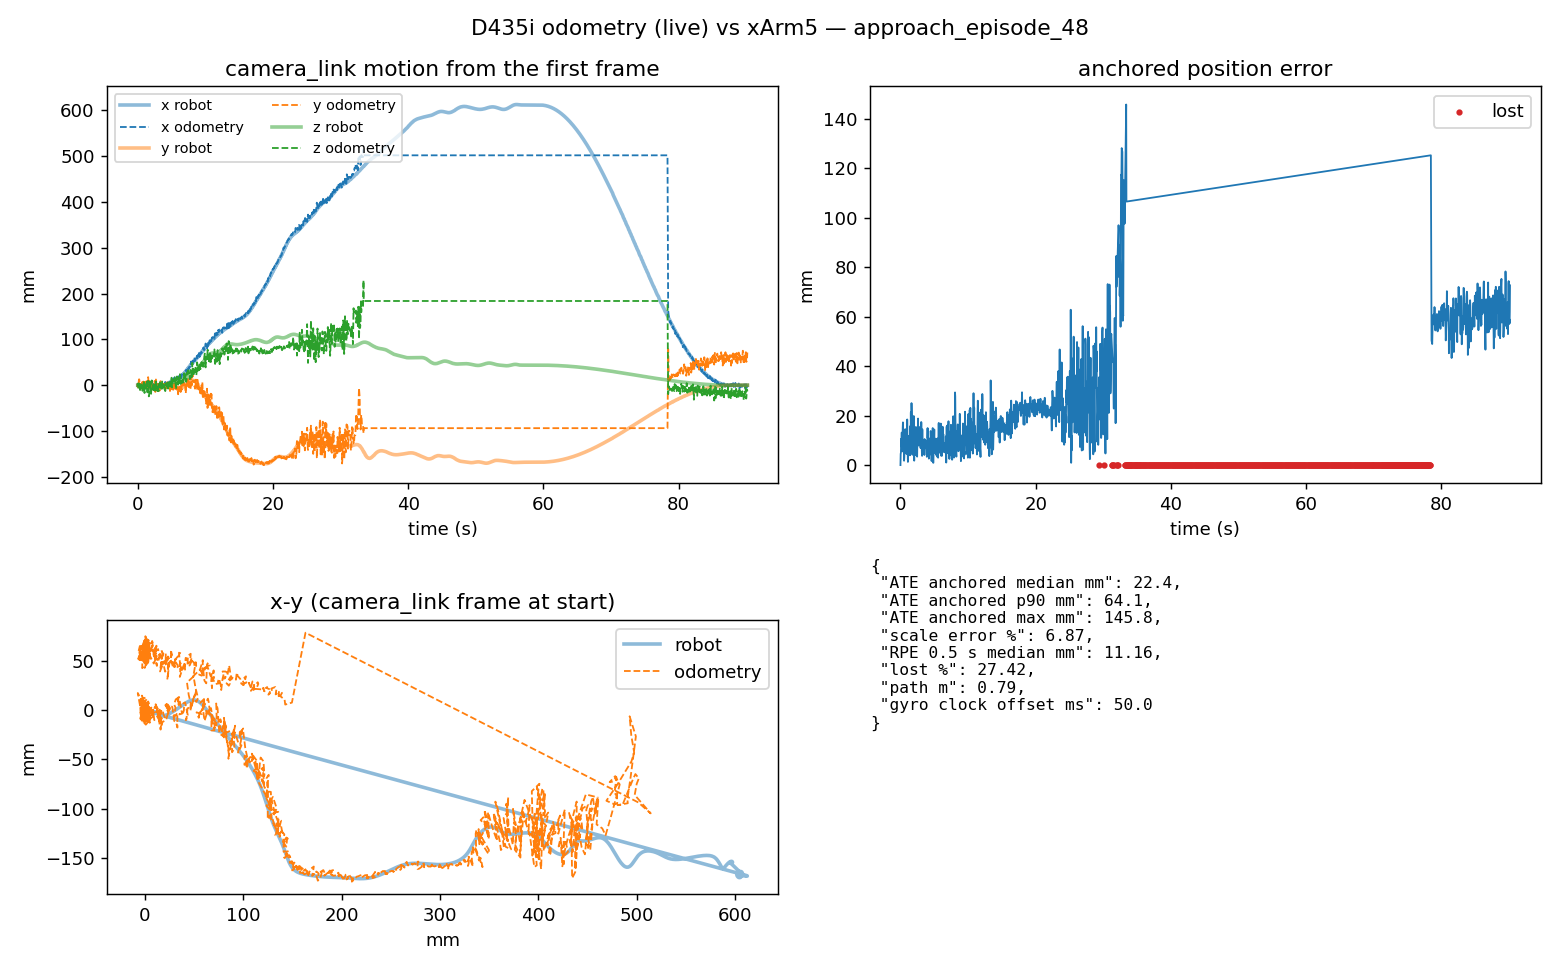 D435i odometry (live) vs xArm5 — approach_episode_48
camera_link motion from the first frame
x robot
x odometry
y robot
y odometry
z robot
z odometry
600
500
400
300
200
100
0
−100
−200
mm
0 20 40 60 80
time (s)
anchored position error
lost
140
120
100
80
60
40
20
0
mm
0 20 40 60 80
time (s)
x-y (camera_link frame at start)
robot
odometry
50
0
−50
−100
−150
mm
0 100 200 300 400 500 600
mm
{
"ATE anchored median mm": 22.4,
"ATE anchored p90 mm": 64.1,
"ATE anchored max mm": 145.8,
"scale error %": 6.87,
"RPE 0.5 s median mm": 11.16,
"lost %": 27.42,
"path m": 0.79,
"gyro clock offset ms": 50.0
}